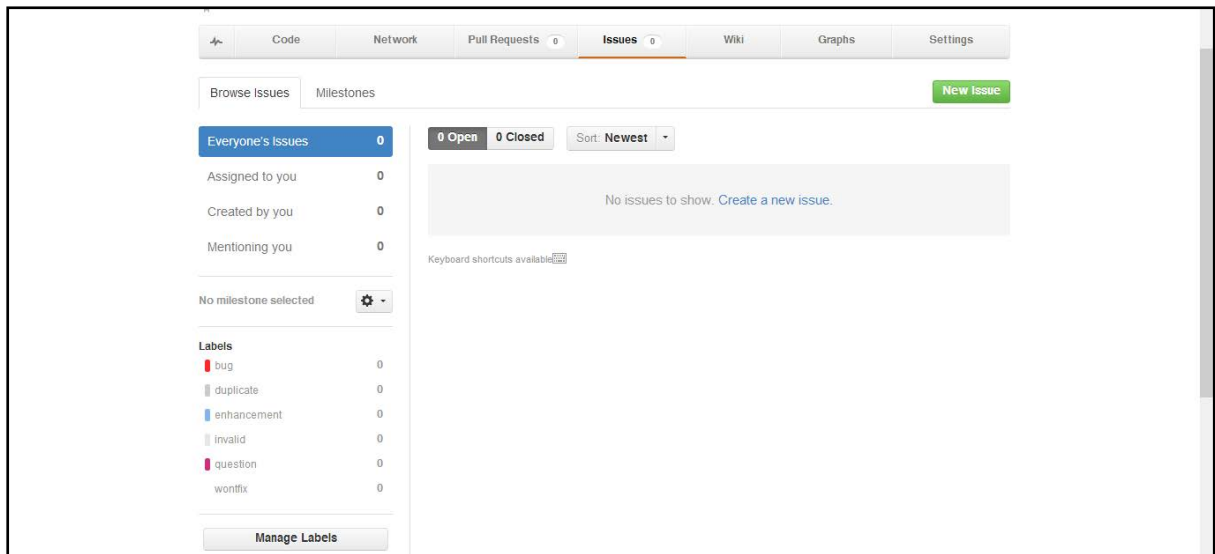 Code Network Pull Requests 0 Issues 0 Wiki Graphs Settings
Browse Issues Milestones New Issue
Everyone's Issues 0
Assigned to you 0
Created by you 0
Mentioning you 0
No milestone selected
Labels
bug 0
duplicate 0
enhancement 0
invalid 0
question 0
wontfix 0
Manage Labels
0 Open 0 Closed Sort: Newest
No issues to show. Create a new issue.
Keyboard shortcuts available